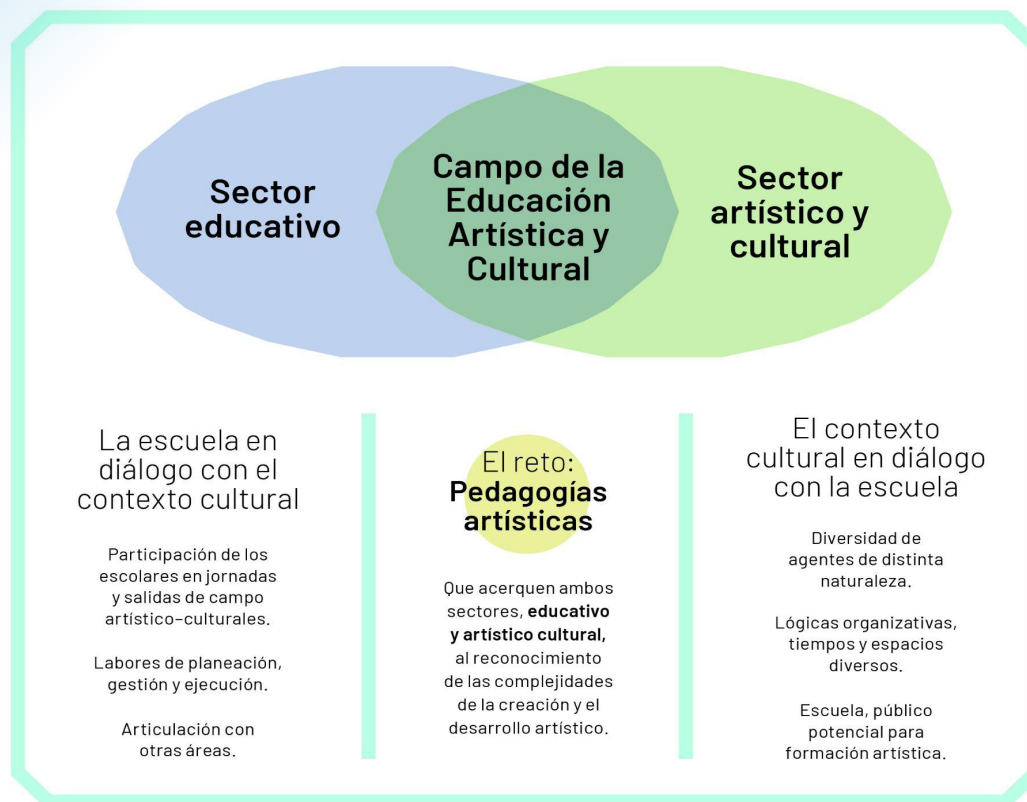 Sector
educativo
Campo de la
Educación
Artística y
Cultural
Sector
artístico y
cultural
La escuela en
diálogo con el
contexto cultural
Participación de los
escolares en jornadas
y salidas de campo
artístico-culturales.
Labores de planeación,
gestión y ejecución.
Articulación con
otras áreas.
El reto:
Pedagogías
artísticas
Que acerquen ambos
sectores, educativo
y artístico cultural,
al reconocimiento
de las complejidades
de la creación y el
desarrollo artístico.
El contexto
cultural en diálogo
con la escuela
Diversidad de
agentes de distinta
naturaleza.
Lógicas organizativas,
tiempos y espacios
diversos.
Escuela, público
potencial para
formación artística.